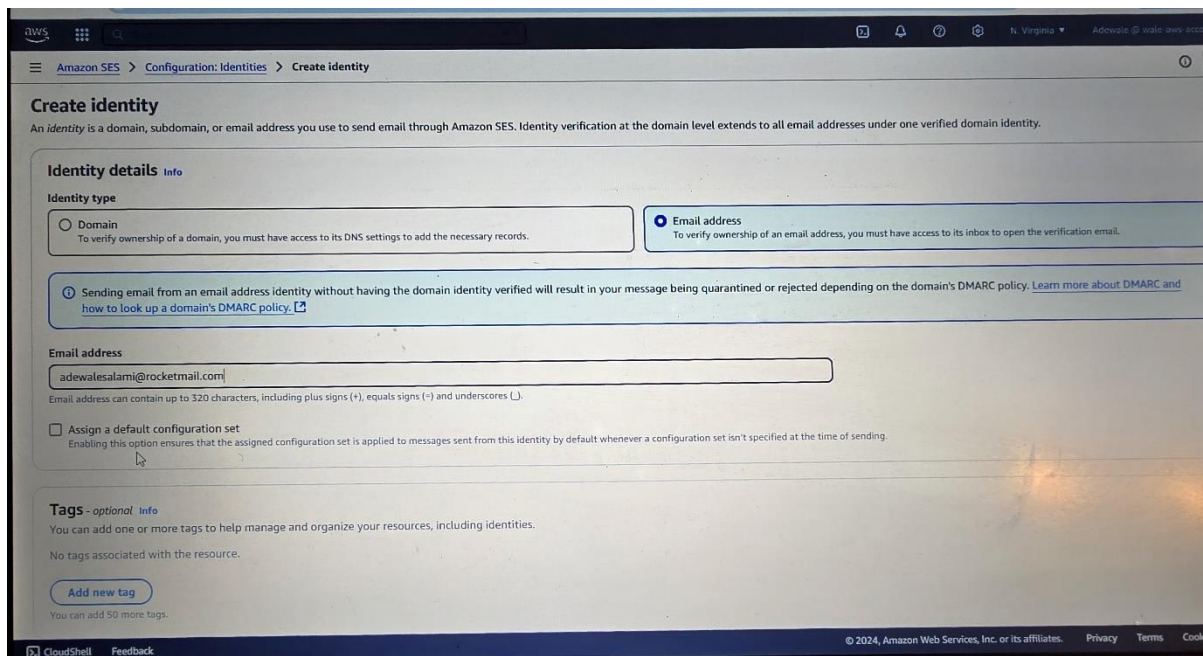 aws
N. Virginia
Adewale @ wale-aws-acco
Amazon SES > Configuration: Identities > Create identity
Create identity
An identity is a domain, subdomain, or email address you use to send email through Amazon SES. Identity verification at the domain level extends to all email addresses under one verified domain identity.
Identity details Info
Identity type
Domain
To verify ownership of a domain, you must have access to its DNS settings to add the necessary records.
Email address
To verify ownership of an email address, you must have access to its inbox to open the verification email.
Sending email from an email address identity without having the domain identity verified will result in your message being quarantined or rejected depending on the domain's DMARC policy. Learn more about DMARC and
how to look up a domain's DMARC policy.
Email address
adewalesalami@rocketmail.com
Email address can contain up to 320 characters, including plus signs (+), equals signs (=) and underscores (_).
Assign a default configuration set
Enabling this option ensures that the assigned configuration set is applied to messages sent from this identity by default whenever a configuration set isn't specified at the time of sending.
Tags - optional Info
You can add one or more tags to help manage and organize your resources, including identities.
No tags associated with the resource.
Add new tag
You can add 50 more tags.
CloudShell Feedback
© 2024, Amazon Web Services, Inc. or its affiliates. Privacy Terms Cook